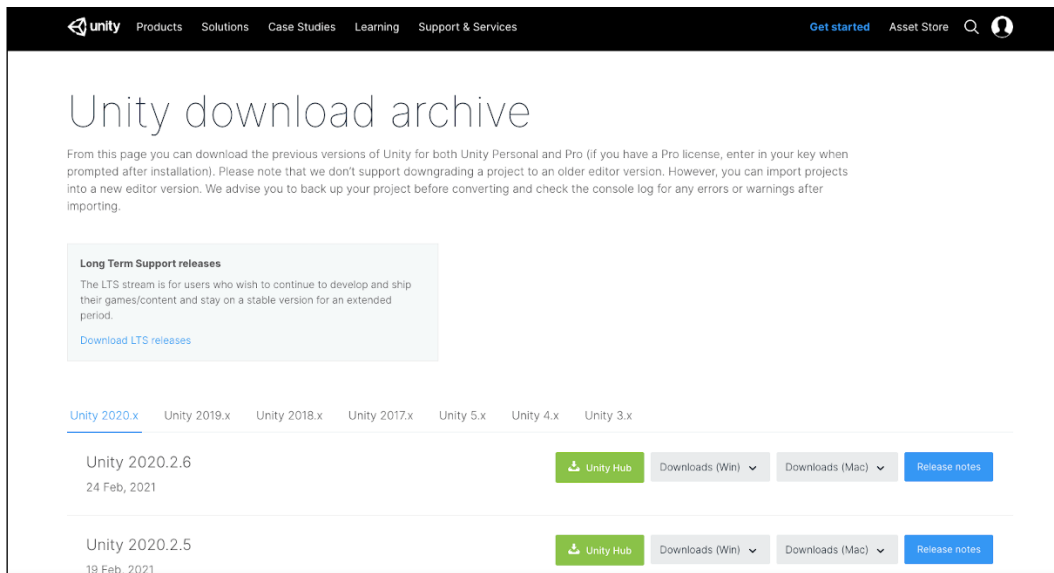 unity Products Solutions Case Studies Learning Support & Services Get started Asset Store
Unity download archive
From this page you can download the previous versions of Unity for both Unity Personal and Pro (if you have a Pro license, enter in your key when
prompted after installation). Please note that we don't support downgrading a project to an older editor version. However, you can import projects
into a new editor version. We advise you to back up your project before converting and check the console log for any errors or warnings after
importing.
Long Term Support releases
The LTS stream is for users who wish to continue to develop and ship
their games/content and stay on a stable version for an extended
period.
Download LTS releases
Unity 2020.x Unity 2019.x Unity 2018.x Unity 2017.x Unity 5.x Unity 4.x Unity 3.x
Unity 2020.2.6 Unity Hub Downloads (Win) Downloads (Mac) Release notes
24 Feb, 2021
Unity 2020.2.5 Unity Hub Downloads (Win) Downloads (Mac) Release notes
19 Feb, 2021